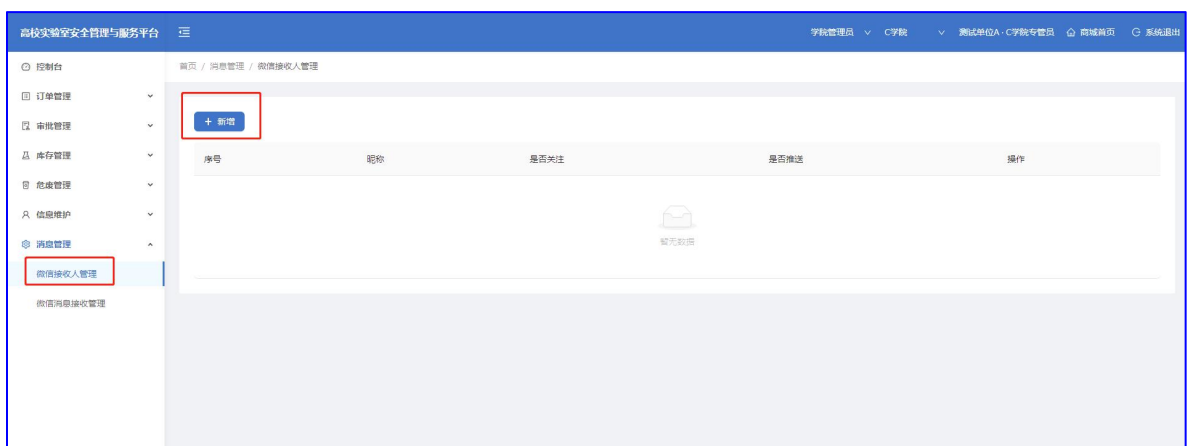 高校实验室安全管理与服务平台 学院管理员 C学院 测试单位A·C学院专管员 商城首页 系统退出
控制台 首页 / 消息管理 / 微信接收人管理
订单管理
+ 新增
审批管理
库存管理 序号 昵称 是否关注 是否推送 操作
危废管理
信息维护
消息管理 暂无数据
微信接收人管理
微信消息接收管理